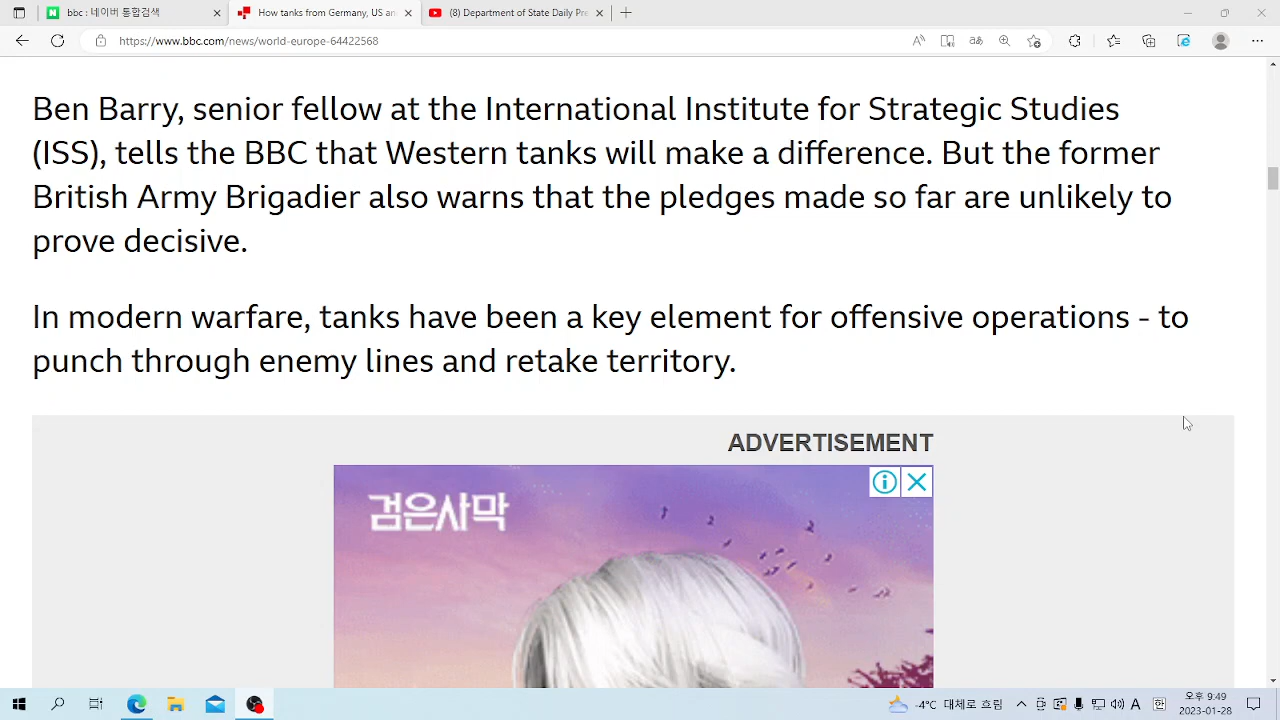 bbc : 네이버 통합검색
How tanks from Germany, US an
(8) Department of State Daily Pre
https://www.bbc.com/news/world-europe-64422568
Ben Barry, senior fellow at the International Institute for Strategic Studies
(ISS), tells the BBC that Western tanks will make a difference. But the former
British Army Brigadier also warns that the pledges made so far are unlikely to
prove decisive.
In modern warfare, tanks have been a key element for offensive operations - to
punch through enemy lines and retake territory.
ADVERTISEMENT
검은사막
-4°C 대체로 흐림
A
오후 9:49
2023-01-28